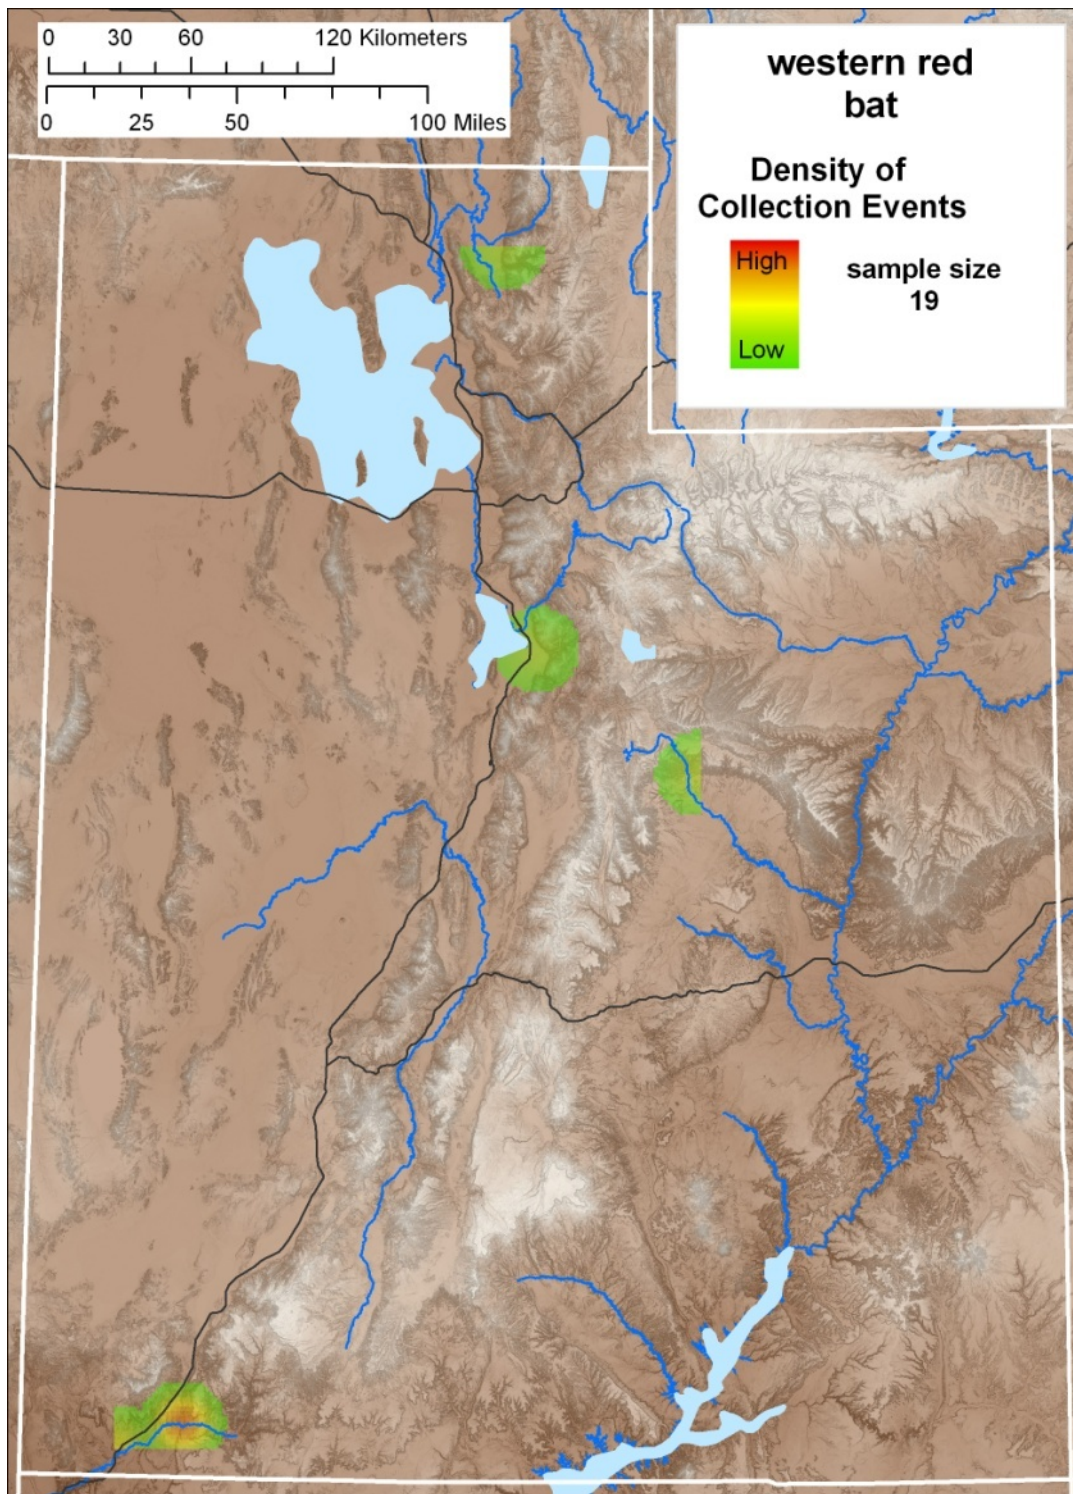 0 30 60 120 Kilometers
0 25 50 100 Miles
western red
bat
Density of
Collection Events
High
Low
sample size
19